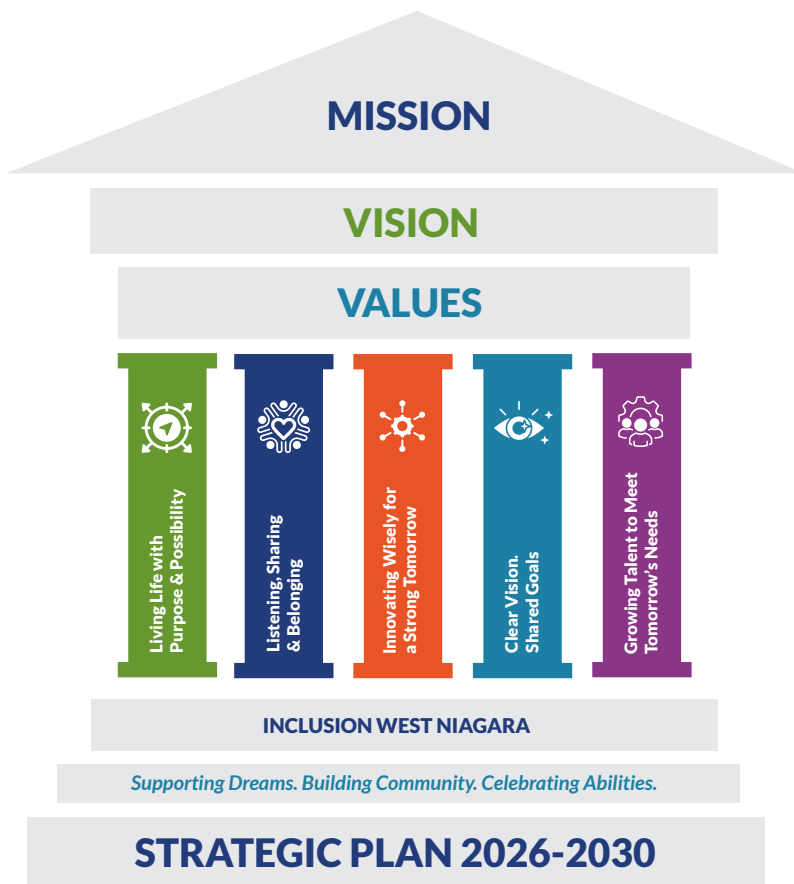 MISSION
VISION
VALUES
Living Life with
Purpose & Possibility
Listening, Sharing
& Belonging
Innovating Wisely for
a Strong Tomorrow
Clear Vision.
Shared Goals
Growing Talent to Meet
Tomorrow's Needs
INCLUSION WEST NIAGARA
Supporting Dreams. Building Community. Celebrating Abilities.
STRATEGIC PLAN 2026-2030